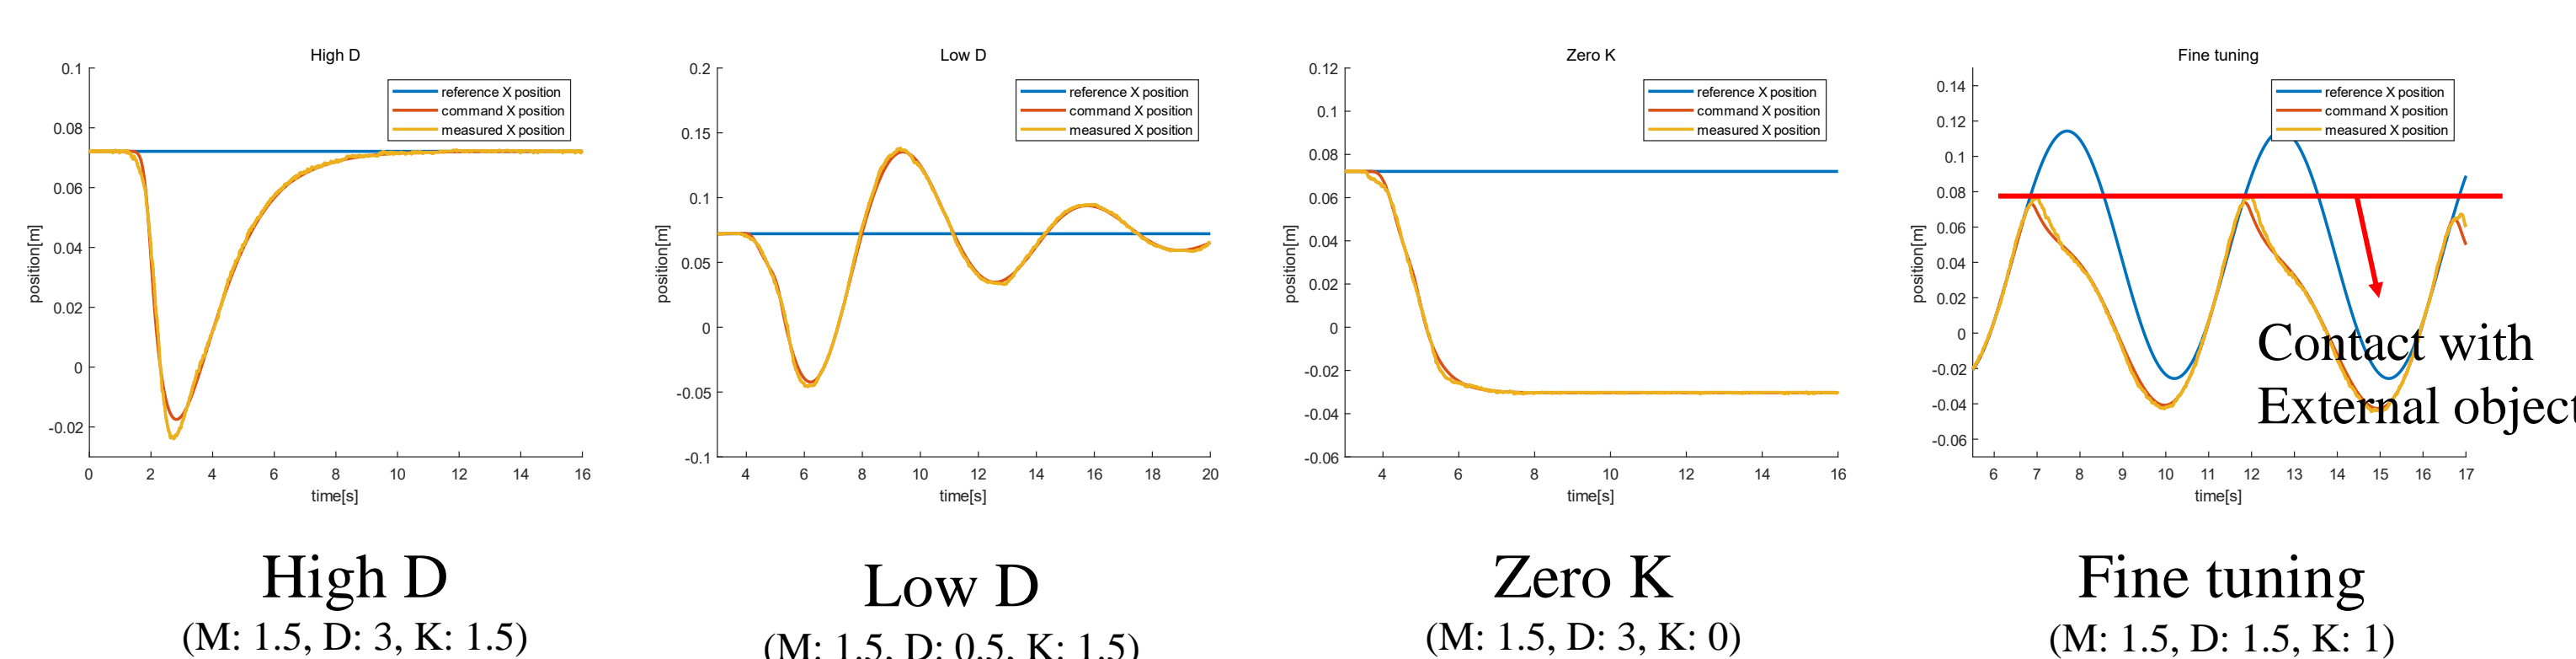 High D
reference X position
command X position
measured X position
0.1
0.08
0.06
0.04
0.02
0
-0.02
position[m]
0 2 4 6 8 10 12 14 16
time[s]
High D
(M: 1.5, D: 3, K: 1.5)
Low D
reference X position
command X position
measured X position
0.2
0.15
0.1
0.05
0
-0.05
-0.1
position[m]
4 6 8 10 12 14 16 18 20
time[s]
Low D
(M: 1.5, D: 0.5, K: 1.5)
Zero K
reference X position
command X position
measured X position
0.12
0.1
0.08
0.06
0.04
0.02
0
-0.02
-0.04
-0.06
position[m]
4 6 8 10 12 14 16
time[s]
Zero K
(M: 1.5, D: 3, K: 0)
Fine tuning
reference X position
command X position
measured X position
0.14
0.12
0.1
0.08
0.06
0.04
0.02
0
-0.02
-0.04
-0.06
position[m]
6 7 8 9 10 11 12 13 14 15 16 17
time[s]
Contact with
External object
Fine tuning
(M: 1.5, D: 1.5, K: 1)